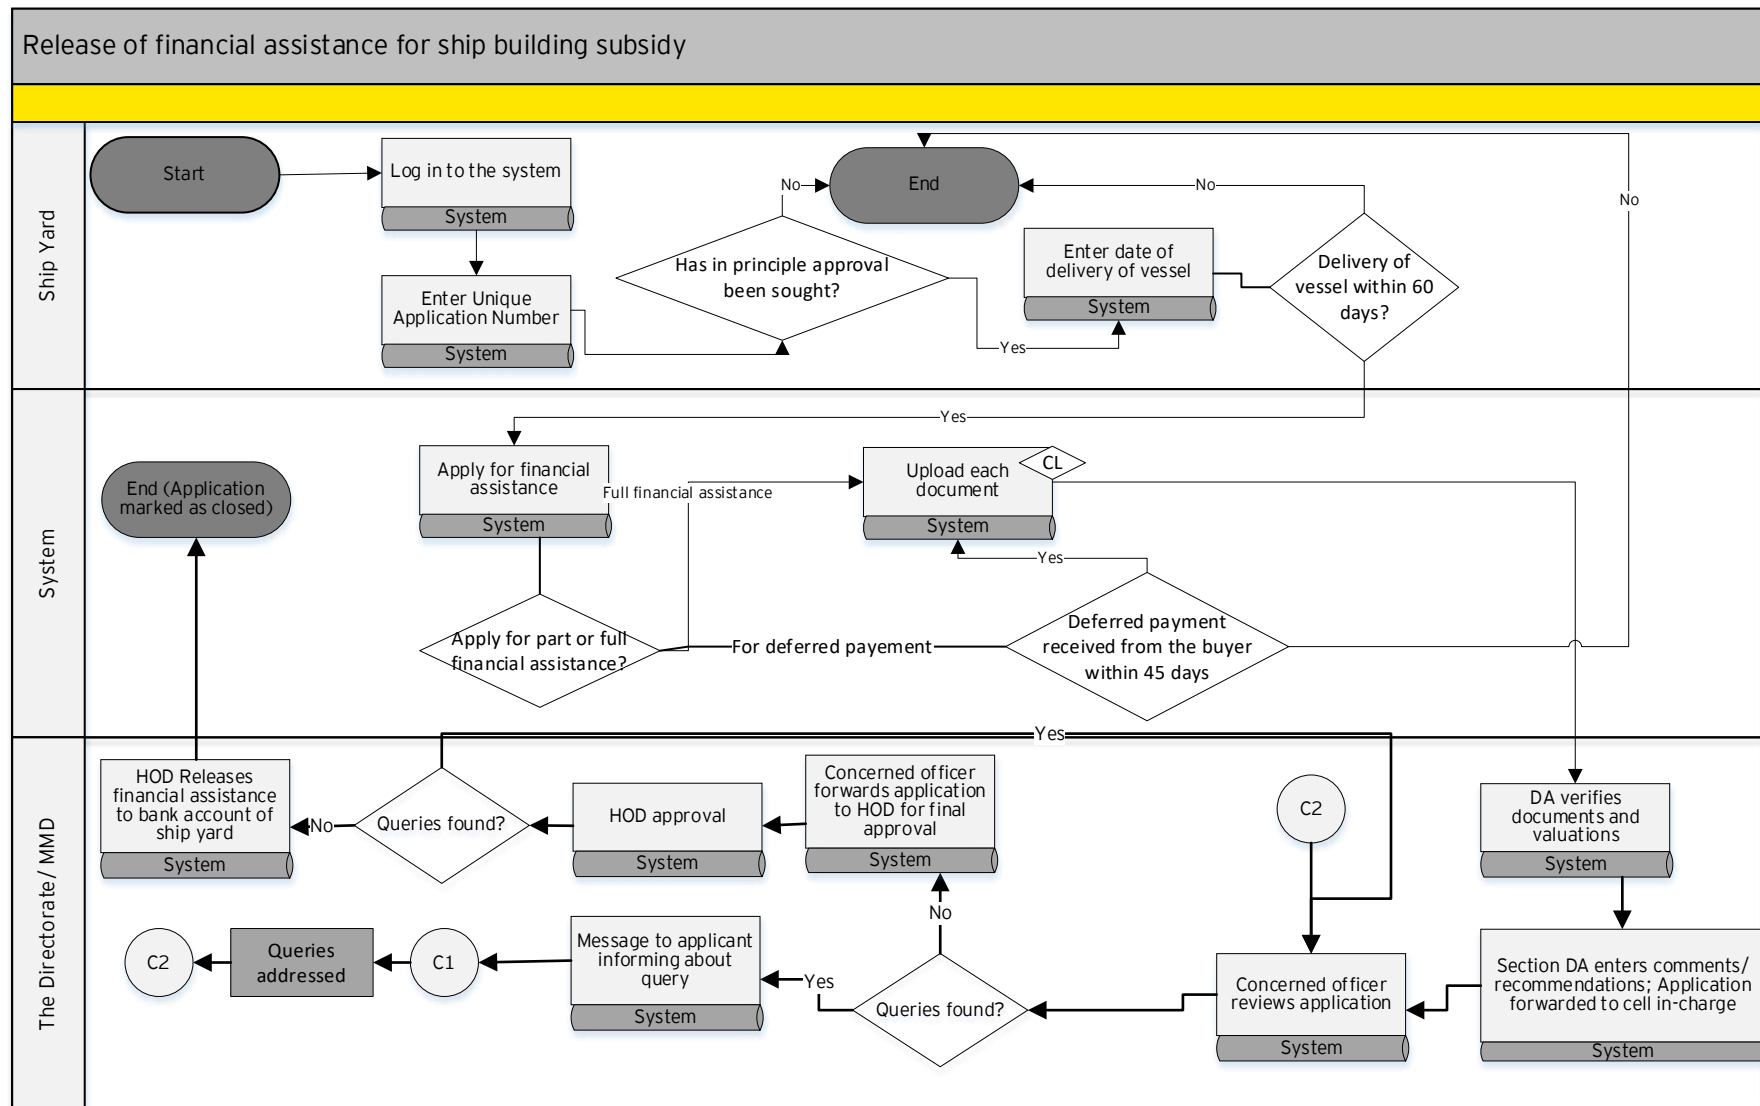 Release of financial assistance for ship building subsidy
Ship Yard
Start
Log in to the system
System
Enter Unique
Application Number
System
Has in principle approval
been sought?
No
Yes
End
Enter date of
delivery of vessel
System
No
Delivery of
vessel within 60
days?
No
System
Yes
End (Application
marked as closed)
Apply for financial
assistance
System
Full financial assistance
Upload each
document
CL
System
Yes
Apply for part or full
financial assistance?
For deferred payement
Deferred payment
received from the buyer
within 45 days
The Directorate/ MMD
Yes
HOD Releases
financial assistance
to bank account of
ship yard
System
No
Queries found?
HOD approval
System
Concerned officer
forwards application
to HOD for final
approval
System
C2
DA verifies
documents and
valuations
System
No
C2
Queries
addressed
C1
Message to applicant
informing about
query
System
Yes
Queries found?
Concerned officer
reviews application
System
Section DA enters comments/
recommendations; Application
forwarded to cell in-charge
System